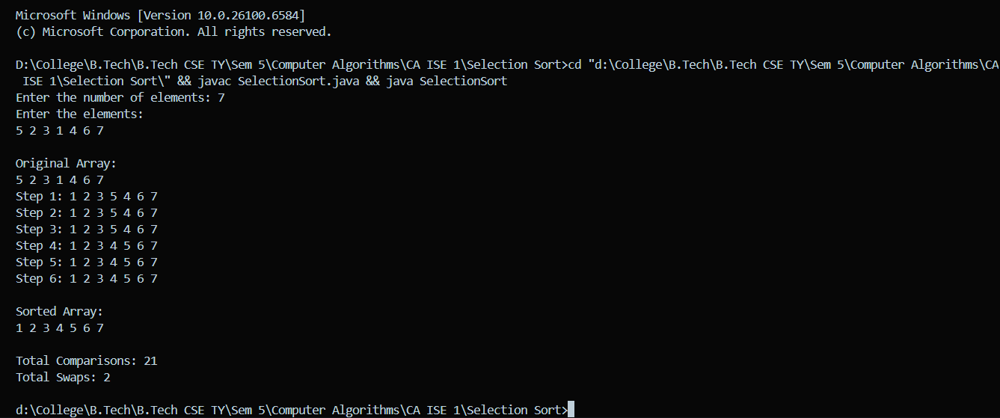 Microsoft Windows [Version 10.0.26100.6584]
(c) Microsoft Corporation. All rights reserved.
D:\College\B.Tech\B.Tech CSE TY\Sem 5\Computer Algorithms\CA ISE 1\Selection Sort>cd "d:\College\B.Tech\B.Tech CSE TY\Sem 5\Computer Algorithms\CA
ISE 1\Selection Sort\" && javac SelectionSort.java && java SelectionSort
Enter the number of elements: 7
Enter the elements:
5 2 3 1 4 6 7
Original Array:
5 2 3 1 4 6 7
Step 1: 1 2 3 5 4 6 7
Step 2: 1 2 3 5 4 6 7
Step 3: 1 2 3 5 4 6 7
Step 4: 1 2 3 4 5 6 7
Step 5: 1 2 3 4 5 6 7
Step 6: 1 2 3 4 5 6 7
Sorted Array:
1 2 3 4 5 6 7
Total Comparisons: 21
Total Swaps: 2
d:\College\B.Tech\B.Tech CSE TY\Sem 5\Computer Algorithms\CA ISE 1\Selection Sort>